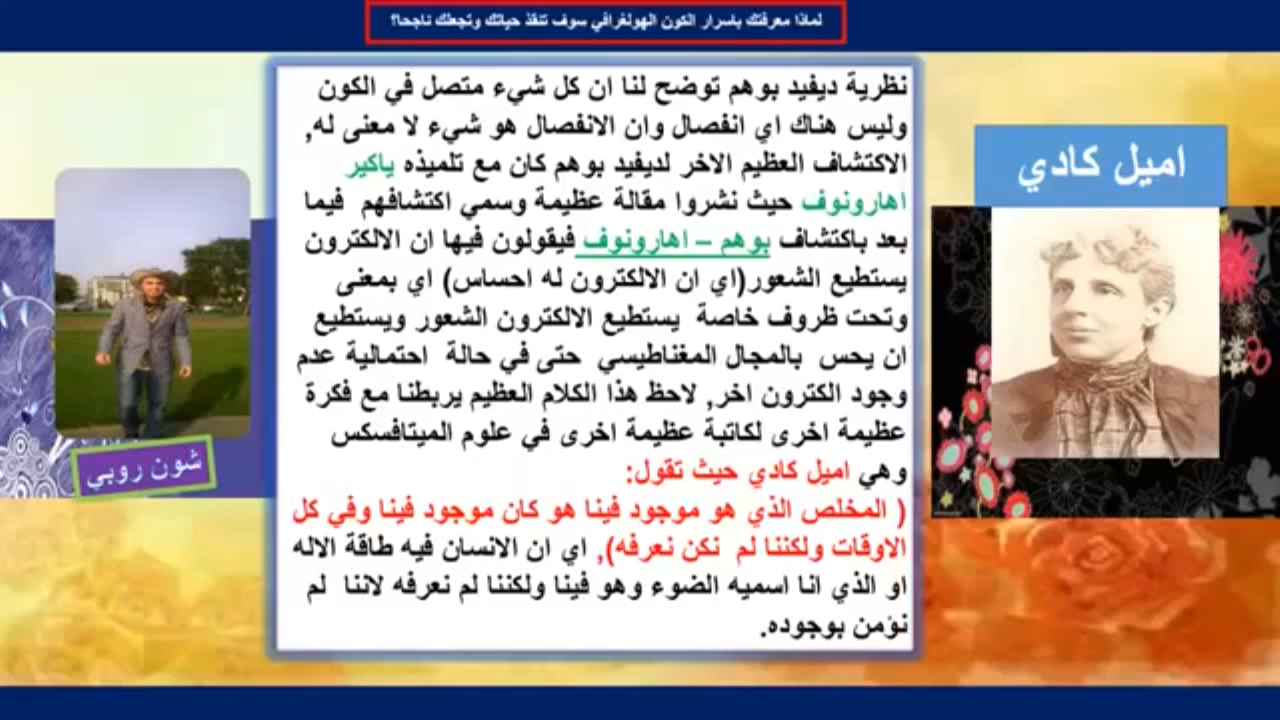 لماذا معرفتك باسرار الكون الهولغرافي سوف تنقذ حياتك وتجعلك ناجحا؟
نظرية ديفيد بوهم توضح لنا ان كل شيء متصل في الكون
وليس هناك اي انفصال وان الانفصال هو شيء لا معنى له,
الاكتشاف العظيم الاخر لديفيد بوهم كان مع تلميذه ياكير
اهارونوف حيث نشروا مقالة عظيمة وسمي اكتشافهم فيما
بعد باكتشاف بوهم – اهارونوف فيقولون فيها ان الالكترون
يستطيع الشعور(اي ان الالكترون له احساس) اي بمعنى
وتحت ظروف خاصة يستطيع الالكترون الشعور ويستطيع
ان يحس بالمجال المغناطيسي حتى في حالة احتمالية عدم
وجود الكترون اخر, لاحظ هذا الكلام العظيم يربطنا مع فكرة
عظيمة اخرى لكاتبة عظيمة اخرى في علوم الميتافسكس
وهي اميل كادي حيث تقول:
( المخلص الذي هو موجود فينا هو كان موجود فينا وفي كل
الاوقات ولكننا لم نكن نعرفه), اي ان الانسان فيه طاقة الاله
او الذي انا اسميه الضوء وهو فينا ولكننا لم نعرفه لاننا لم
نؤمن بوجوده.
اميل كادي
شون روبي